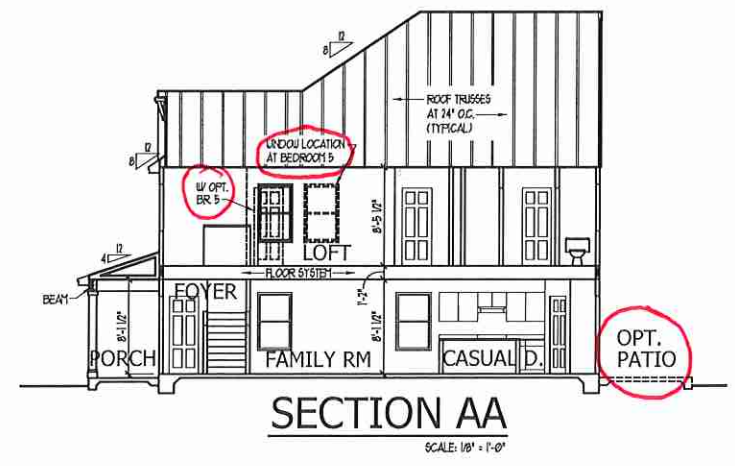 12
8
ROOF TRUSSES
AT 24" O.C.
(TYPICAL)
WINDOW LOCATION
AT BEDROOM 5
12
8
W/ OPT.
BR. 5
8'-5 1/2"
LOFT
FLOOR SYSTEM
12
4
1'-2"
BEAM
FOYER
8'-1 1/2"
8'-1 1/2"
PORCH
FAMILY RM
CASUAL D.
OPT.
PATIO
SECTION AA
SCALE: 1/8" = 1'-0"